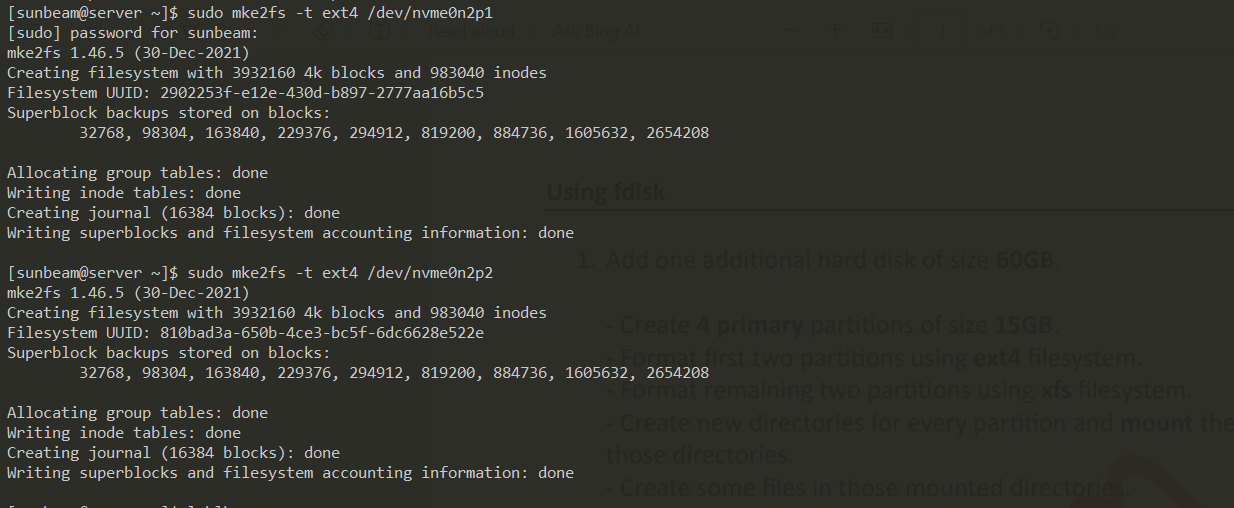 [sunbeam@server ~]$ sudo mke2fs -t ext4 /dev/nvme0n2p1
[sudo] password for sunbeam:
Read aloud
Ask Bing AI
mke2fs 1.46.5 (30-Dec-2021)
Creating filesystem with 3932160 4k blocks and 983040 inodes
Filesystem UUID: 2902253f-e12e-430d-b897-2777aa16b5c5
Superblock backups stored on blocks:
        32768, 98304, 163840, 229376, 294912, 819200, 884736, 1605632, 2654208
Allocating group tables: done
Writing inode tables: done
Creating journal (16384 blocks): done
Writing superblocks and filesystem accounting information: done
[sunbeam@server ~]$ sudo mke2fs -t ext4 /dev/nvme0n2p2
mke2fs 1.46.5 (30-Dec-2021)
Creating filesystem with 3932160 4k blocks and 983040 inodes
Filesystem UUID: 810bad3a-650b-4ce3-bc5f-6dc6628e522e
Superblock backups stored on blocks:
        32768, 98304, 163840, 229376, 294912, 819200, 884736, 1605632, 2654208
Allocating group tables: done
Writing inode tables: done
Creating journal (16384 blocks): done
Writing superblocks and filesystem accounting information: done
Using fdisk
1. Add one additional hard disk of size 60GB.
- Create 4 primary partitions of size 15GB.
- Format first two partitions using ext4 filesystem.
- Format remaining two partitions using xfs filesystem.
- Create new directories for every partition and mount the
those directories.
- Create some files in those mounted directories.